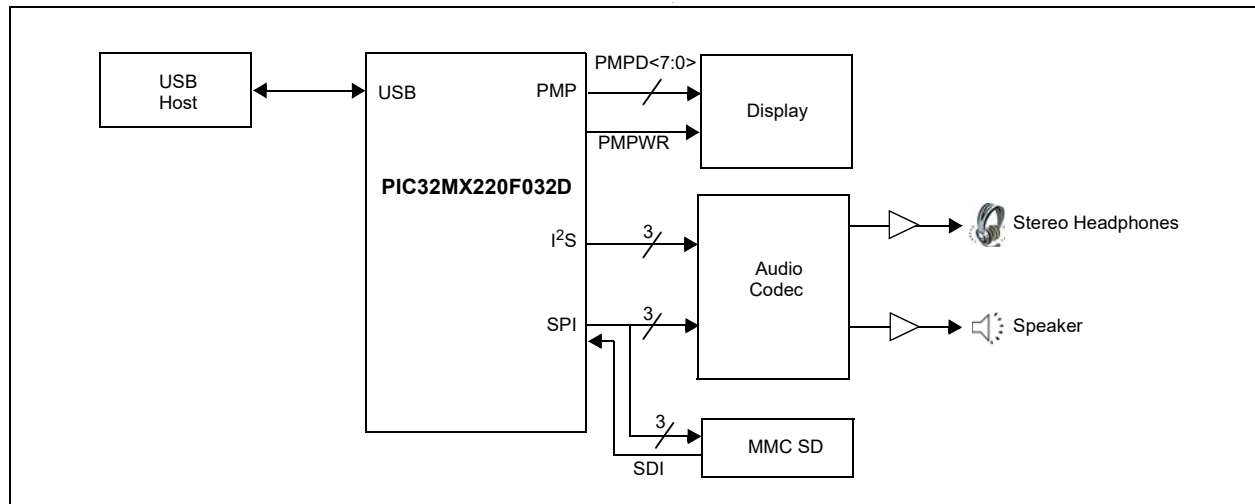 USB
Host
USB
PMP
PMPD<7:0>
PMPWR
Display
PIC32MX220F032D
I²S
3
Audio
Codec
Stereo Headphones
SPI
3
Speaker
3
SDI
MMC SD